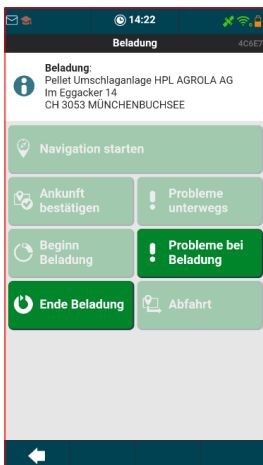 14:22
Beladung
4C6E7
Beladung:
Pellet Umschlaganlage HPL AGROLA AG
Im Eggacker 14
CH 3053 MÜNCHENBUCHSEE
Navigation starten
Ankunft
bestätigen
Probleme
unterwegs
Beginn
Beladung
Probleme bei
Beladung
Ende Beladung
Abfahrt